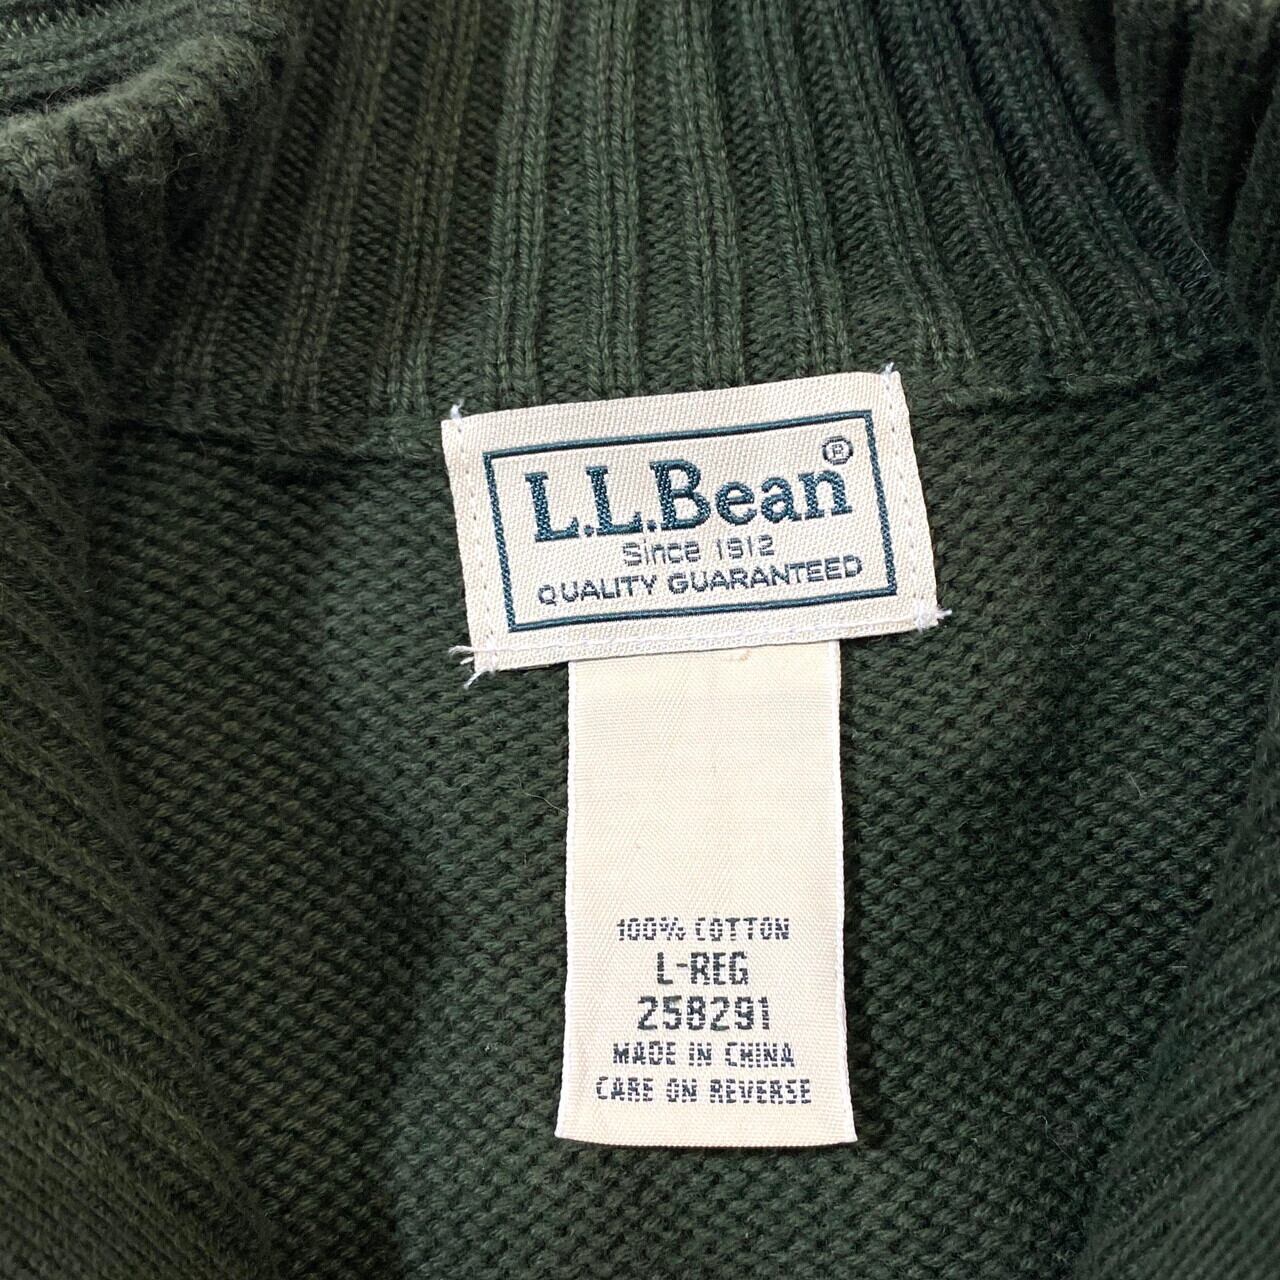 L.L.Bean®
Since 1912
QUALITY GUARANTEED
100% COTTON
L-REG
258291
MADE IN CHINA
CARE ON REVERSE